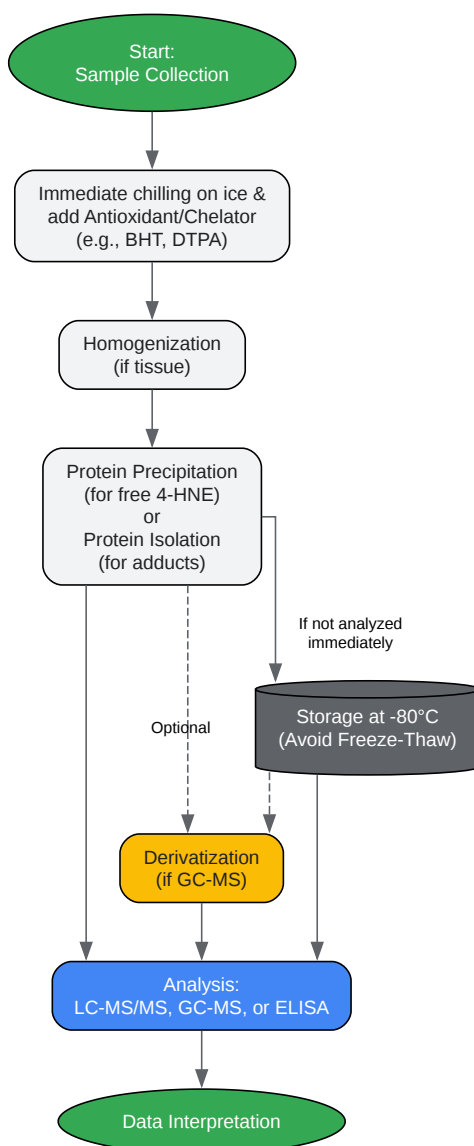 Start:
Sample Collection
Immediate chilling on ice &
add Antioxidant/Chelator
(e.g., BHT, DTPA)
Homogenization
(if tissue)
Protein Precipitation
(for free 4-HNE)
or
Protein Isolation
(for adducts)
If not analyzed
immediately
Storage at -80°C
(Avoid Freeze-Thaw)
Optional
Derivatization
(if GC-MS)
Analysis:
LC-MS/MS, GC-MS, or ELISA
Data Interpretation